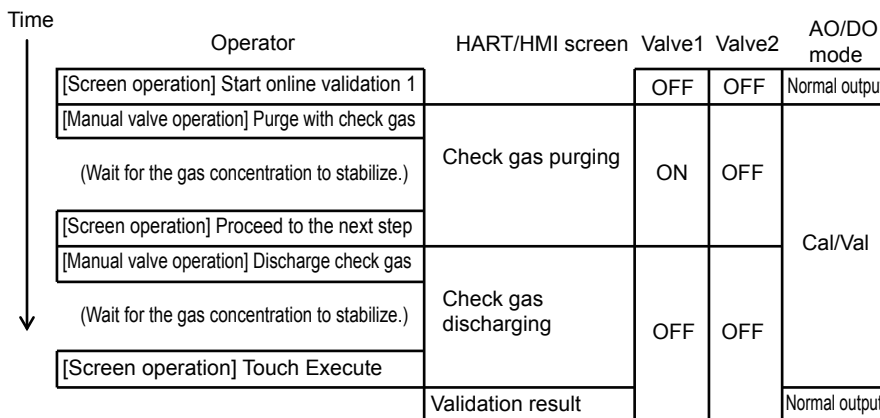 Time
Operator
HART/HMI screen
Valve1
Valve2
AO/DO
mode
[Screen operation] Start online validation 1
OFF
OFF
Normal output
[Manual valve operation] Purge with check gas
(Wait for the gas concentration to stabilize.)
Check gas purging
ON
OFF
[Screen operation] Proceed to the next step
Cal/Val
[Manual valve operation] Discharge check gas
(Wait for the gas concentration to stabilize.)
Check gas
discharging
OFF
OFF
[Screen operation] Touch Execute
Validation result
Normal output